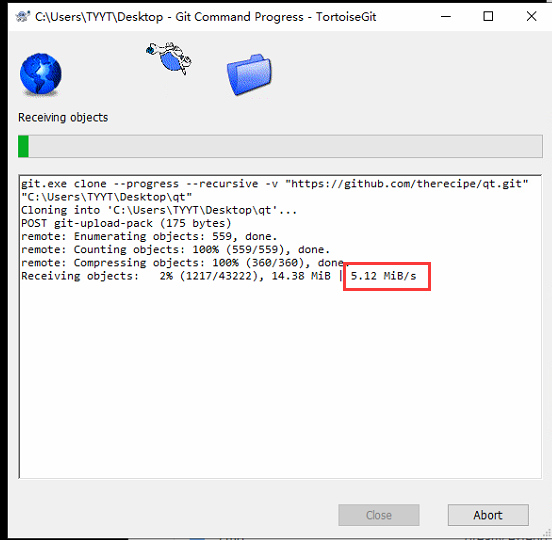 C:\Users\TYYT\Desktop - Git Command Progress - TortoiseGit
Receiving objects
git.exe clone --progress --recursive -v "https://github.com/therecipe/qt.git"
"C:\Users\TYYT\Desktop\qt"
Cloning into 'C:\Users\TYYT\Desktop\qt'...
POST git-upload-pack (175 bytes)
remote: Enumerating objects: 559, done.
remote: Counting objects: 100% (559/559), done.
remote: Compressing objects: 100% (360/360), done.
Receiving objects:   2% (1217/43222), 14.38 MiB | 5.12 MiB/s
Close
Abort